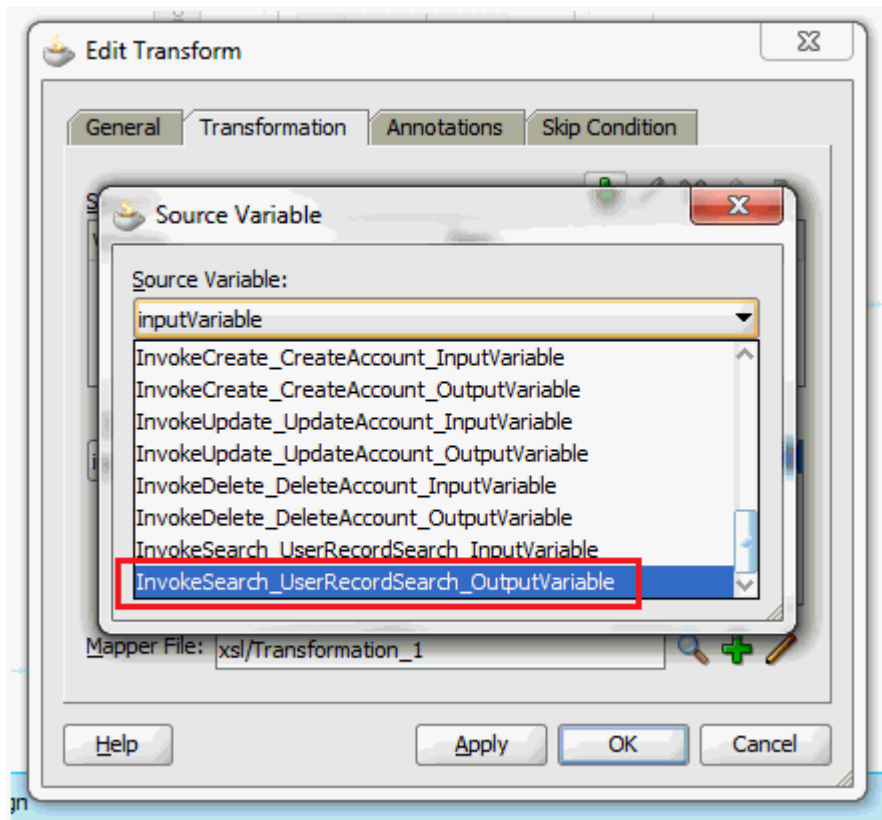 Edit Transform
General Transformation Annotations Skip Condition
Source Variable
Source Variable:
inputVariable
InvokeCreate_CreateAccount_InputVariable
InvokeCreate_CreateAccount_OutputVariable
InvokeUpdate_UpdateAccount_InputVariable
InvokeUpdate_UpdateAccount_OutputVariable
InvokeDelete_DeleteAccount_InputVariable
InvokeDelete_DeleteAccount_OutputVariable
InvokeSearch_UserRecordSearch_InputVariable
InvokeSearch_UserRecordSearch_OutputVariable
Mapper File: xsl/Transformation_1
Help Apply OK Cancel
gn